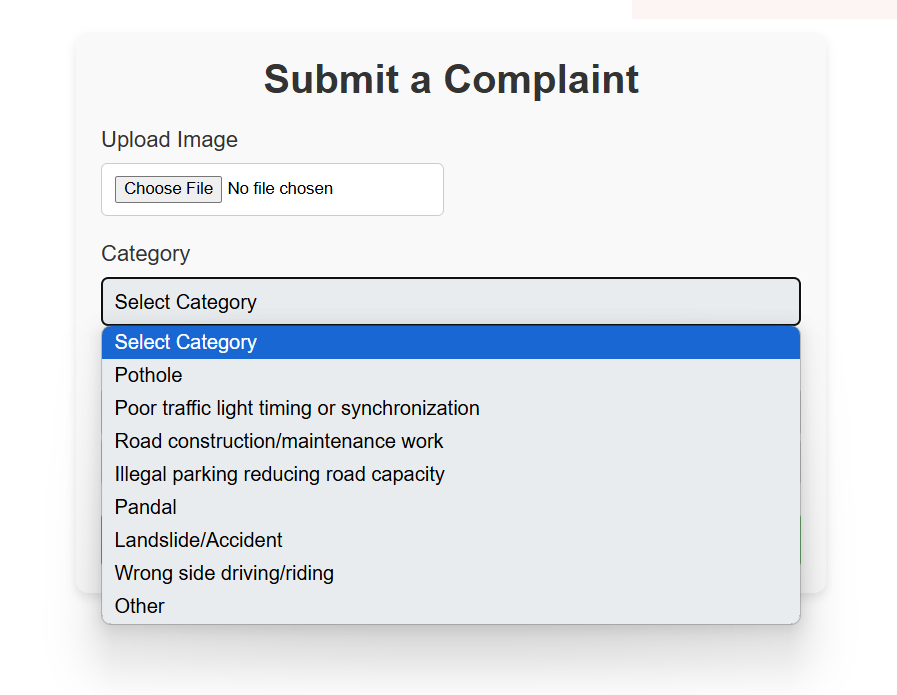 Submit a Complaint
Upload Image
Choose File No file chosen
Category
Select Category
Select Category
Pothole
Poor traffic light timing or synchronization
Road construction/maintenance work
Illegal parking reducing road capacity
Pandal
Landslide/Accident
Wrong side driving/riding
Other